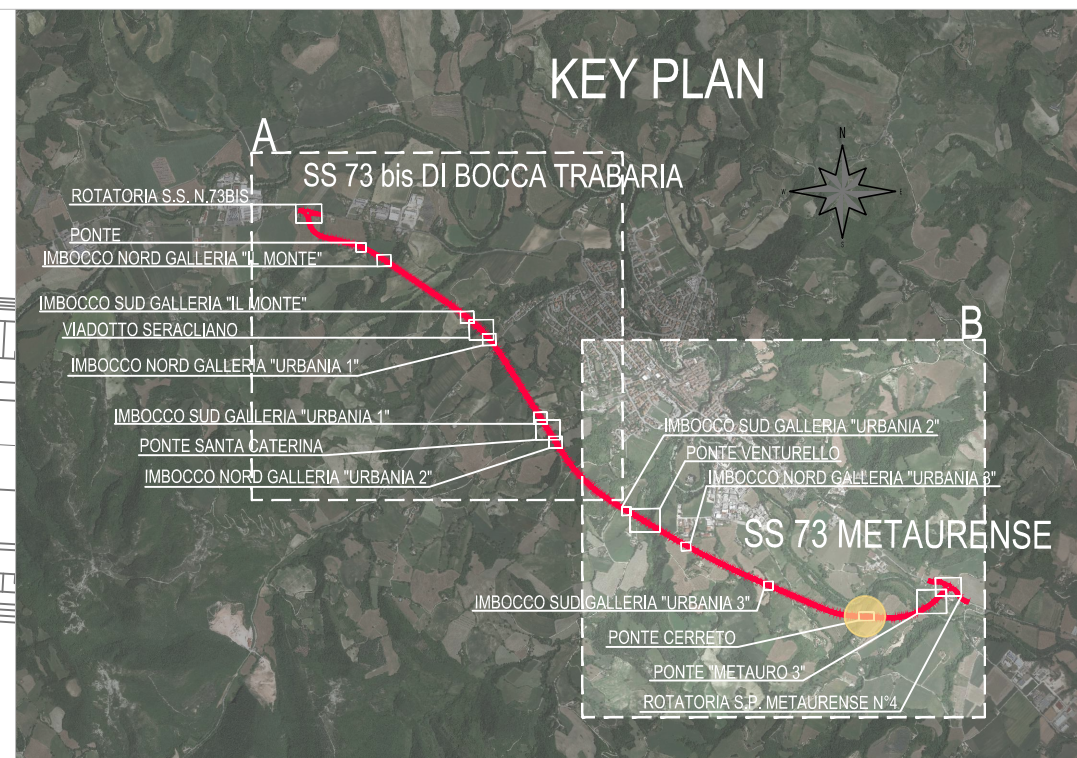 KEY PLAN
A
SS 73 bis DI BOCCA TRABARIA
N
W
E
S
ROTATORIA S.S. N.73BIS
PONTE
IMBOCCO NORD GALLERIA "IL MONTE"
IMBOCCO SUD GALLERIA "IL MONTE"
VIADOTTO SERACLIANO
IMBOCCO NORD GALLERIA "URBANIA 1"
IMBOCCO SUD GALLERIA "URBANIA 1"
PONTE SANTA CATERINA
IMBOCCO NORD GALLERIA "URBANIA 2"
B
IMBOCCO SUD GALLERIA "URBANIA 2"
PONTE VENTURELLO
IMBOCCO NORD GALLERIA "URBANIA 3"
SS 73 METAURENSE
IMBOCCO SUD GALLERIA "URBANIA 3"
PONTE CERRETO
PONTE "METAURO 3"
ROTATORIA S.P. METAURENSE N°4